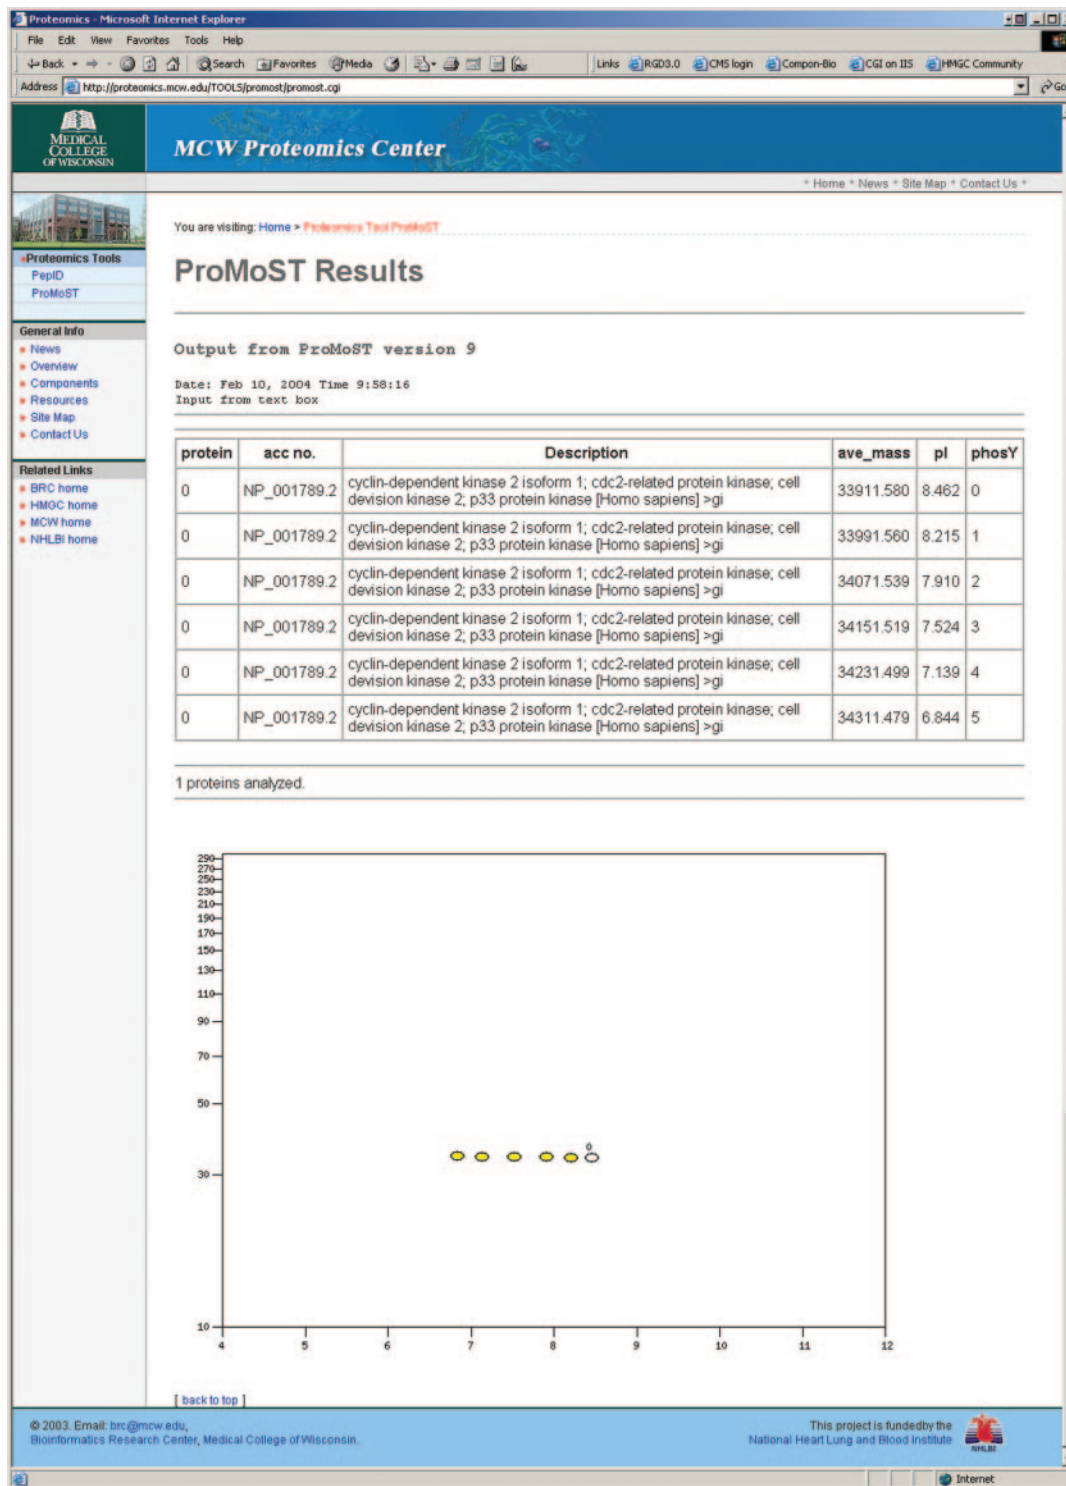 Proteomics - Microsoft Internet Explorer
File Edit View Favorites Tools Help
Back Search Favorites Media Links RGD3.0 CMS login Compon-Bio CGI on IIS HMGC Community
Address http://proteomics.mcw.edu/TOOLS/promost/promost.cgi Go
MEDICAL
COLLEGE
OF WISCONSIN
MCW Proteomics Center
* Home * News * Site Map * Contact Us *
You are visiting: Home > Proteomics Tool ProMoST
Proteomics Tools
PepID
ProMoST
General Info
News
Overview
Components
Resources
Site Map
Contact Us
Related Links
BRC home
HMGC home
MCW home
NHLBI home
ProMoST Results
Output from ProMoST version 9
Date: Feb 10, 2004 Time 9:58:16
Input from text box
protein acc no. Description ave_mass pI phosY
0 NP_001789.2 cyclin-dependent kinase 2 isoform 1; cdc2-related protein kinase; cell
devision kinase 2; p33 protein kinase [Homo sapiens] >gi 33911.580 8.462 0
0 NP_001789.2 cyclin-dependent kinase 2 isoform 1; cdc2-related protein kinase; cell
devision kinase 2; p33 protein kinase [Homo sapiens] >gi 33991.560 8.215 1
0 NP_001789.2 cyclin-dependent kinase 2 isoform 1; cdc2-related protein kinase; cell
devision kinase 2; p33 protein kinase [Homo sapiens] >gi 34071.539 7.910 2
0 NP_001789.2 cyclin-dependent kinase 2 isoform 1; cdc2-related protein kinase; cell
devision kinase 2; p33 protein kinase [Homo sapiens] >gi 34151.519 7.524 3
0 NP_001789.2 cyclin-dependent kinase 2 isoform 1; cdc2-related protein kinase; cell
devision kinase 2; p33 protein kinase [Homo sapiens] >gi 34231.499 7.139 4
0 NP_001789.2 cyclin-dependent kinase 2 isoform 1; cdc2-related protein kinase; cell
devision kinase 2; p33 protein kinase [Homo sapiens] >gi 34311.479 6.844 5
1 proteins analyzed.
290
270
250
230
210
190
170
150
130
110
90
70
50
0
30
10
4 5 6 7 8 9 10 11 12
[ back to top ]
© 2003. Email: brc@mcw.edu,
Bioinformatics Research Center, Medical College of Wisconsin.
This project is funded by the
National Heart Lung and Blood Institute
NHLBI
Internet